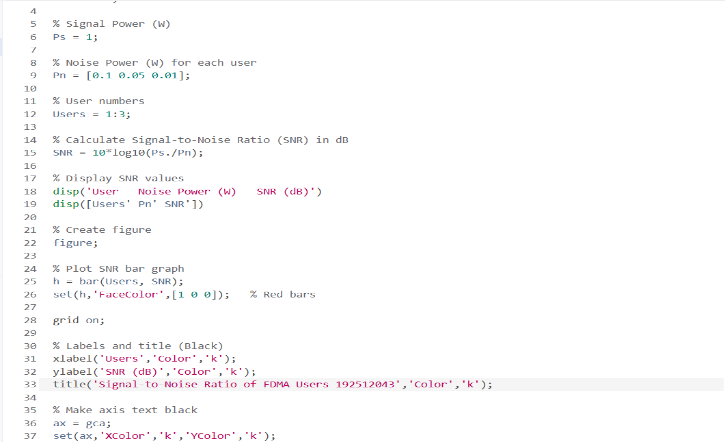 4
5 % Signal Power (W)
6 Ps = 1;
7
8 % Noise Power (W) for each user
9 Pn = [0.1 0.05 0.01];
10
11 % User numbers
12 Users = 1:3;
13
14 % Calculate Signal-to-Noise Ratio (SNR) in dB
15 SNR = 10*log10(Ps./Pn);
16
17 % Display SNR values
18 disp('User   Noise Power (W)   SNR (dB)')
19 disp([Users' Pn' SNR'])
20
21 % Create figure
22 figure;
23
24 % Plot SNR bar graph
25 h = bar(Users, SNR);
26 set(h,'FaceColor',[1 0 0]);   % Red bars
27
28 grid on;
29
30 % Labels and title (Black)
31 xlabel('Users','Color','k');
32 ylabel('SNR (dB)','Color','k');
33 title('Signal-to-Noise Ratio of FDMA Users 192512043','Color','k');
34
35 % Make axis text black
36 ax = gca;
37 set(ax,'XColor','k','YColor','k');